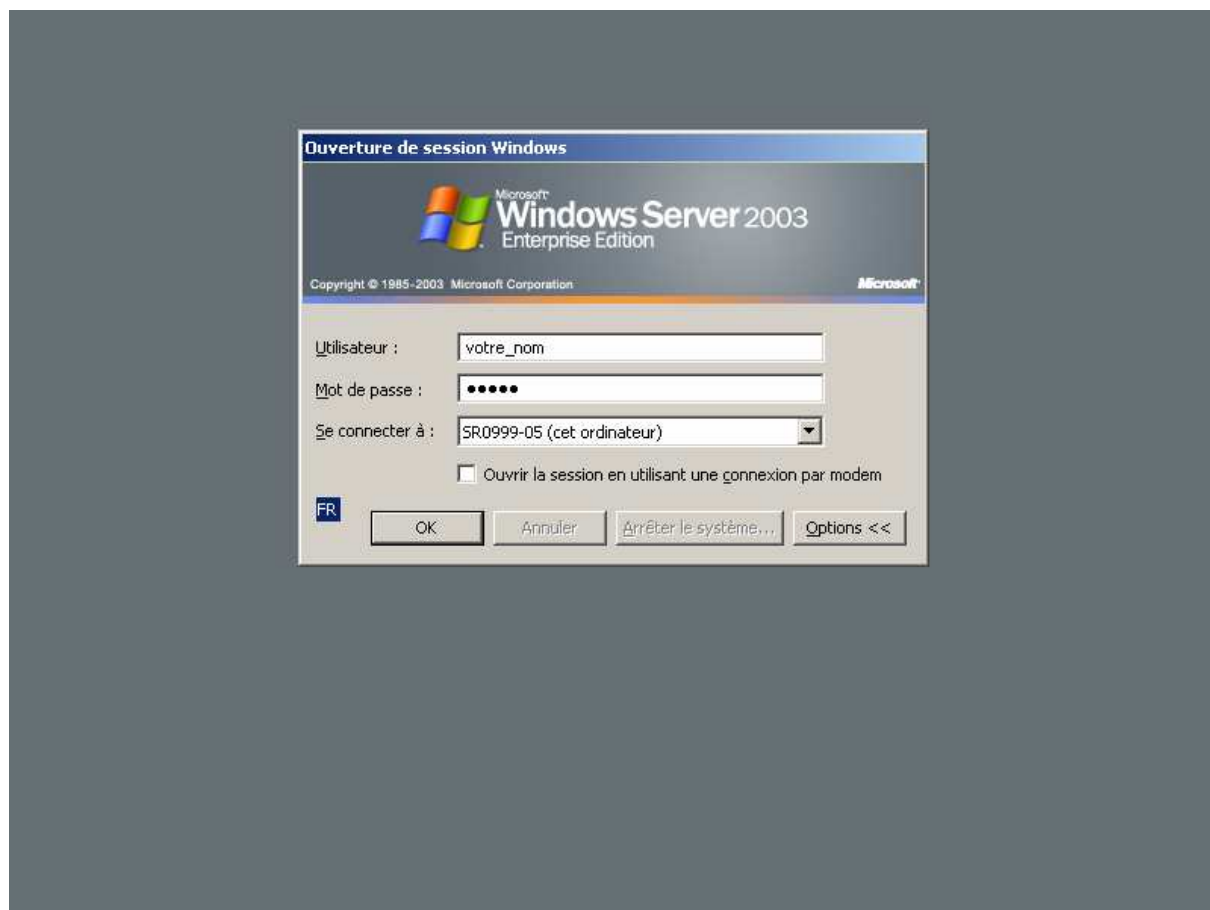 Ouverture de session Windows
Microsoft
Windows Server 2003
Enterprise Edition
Copyright © 1985-2003 Microsoft Corporation Microsoft
Utilisateur : votre_nom
Mot de passe : •••••
Se connecter à : SR0999-05 (cet ordinateur)
Ouvrir la session en utilisant une connexion par modem
FR
OK Annuler Arrêter le système... Options <<